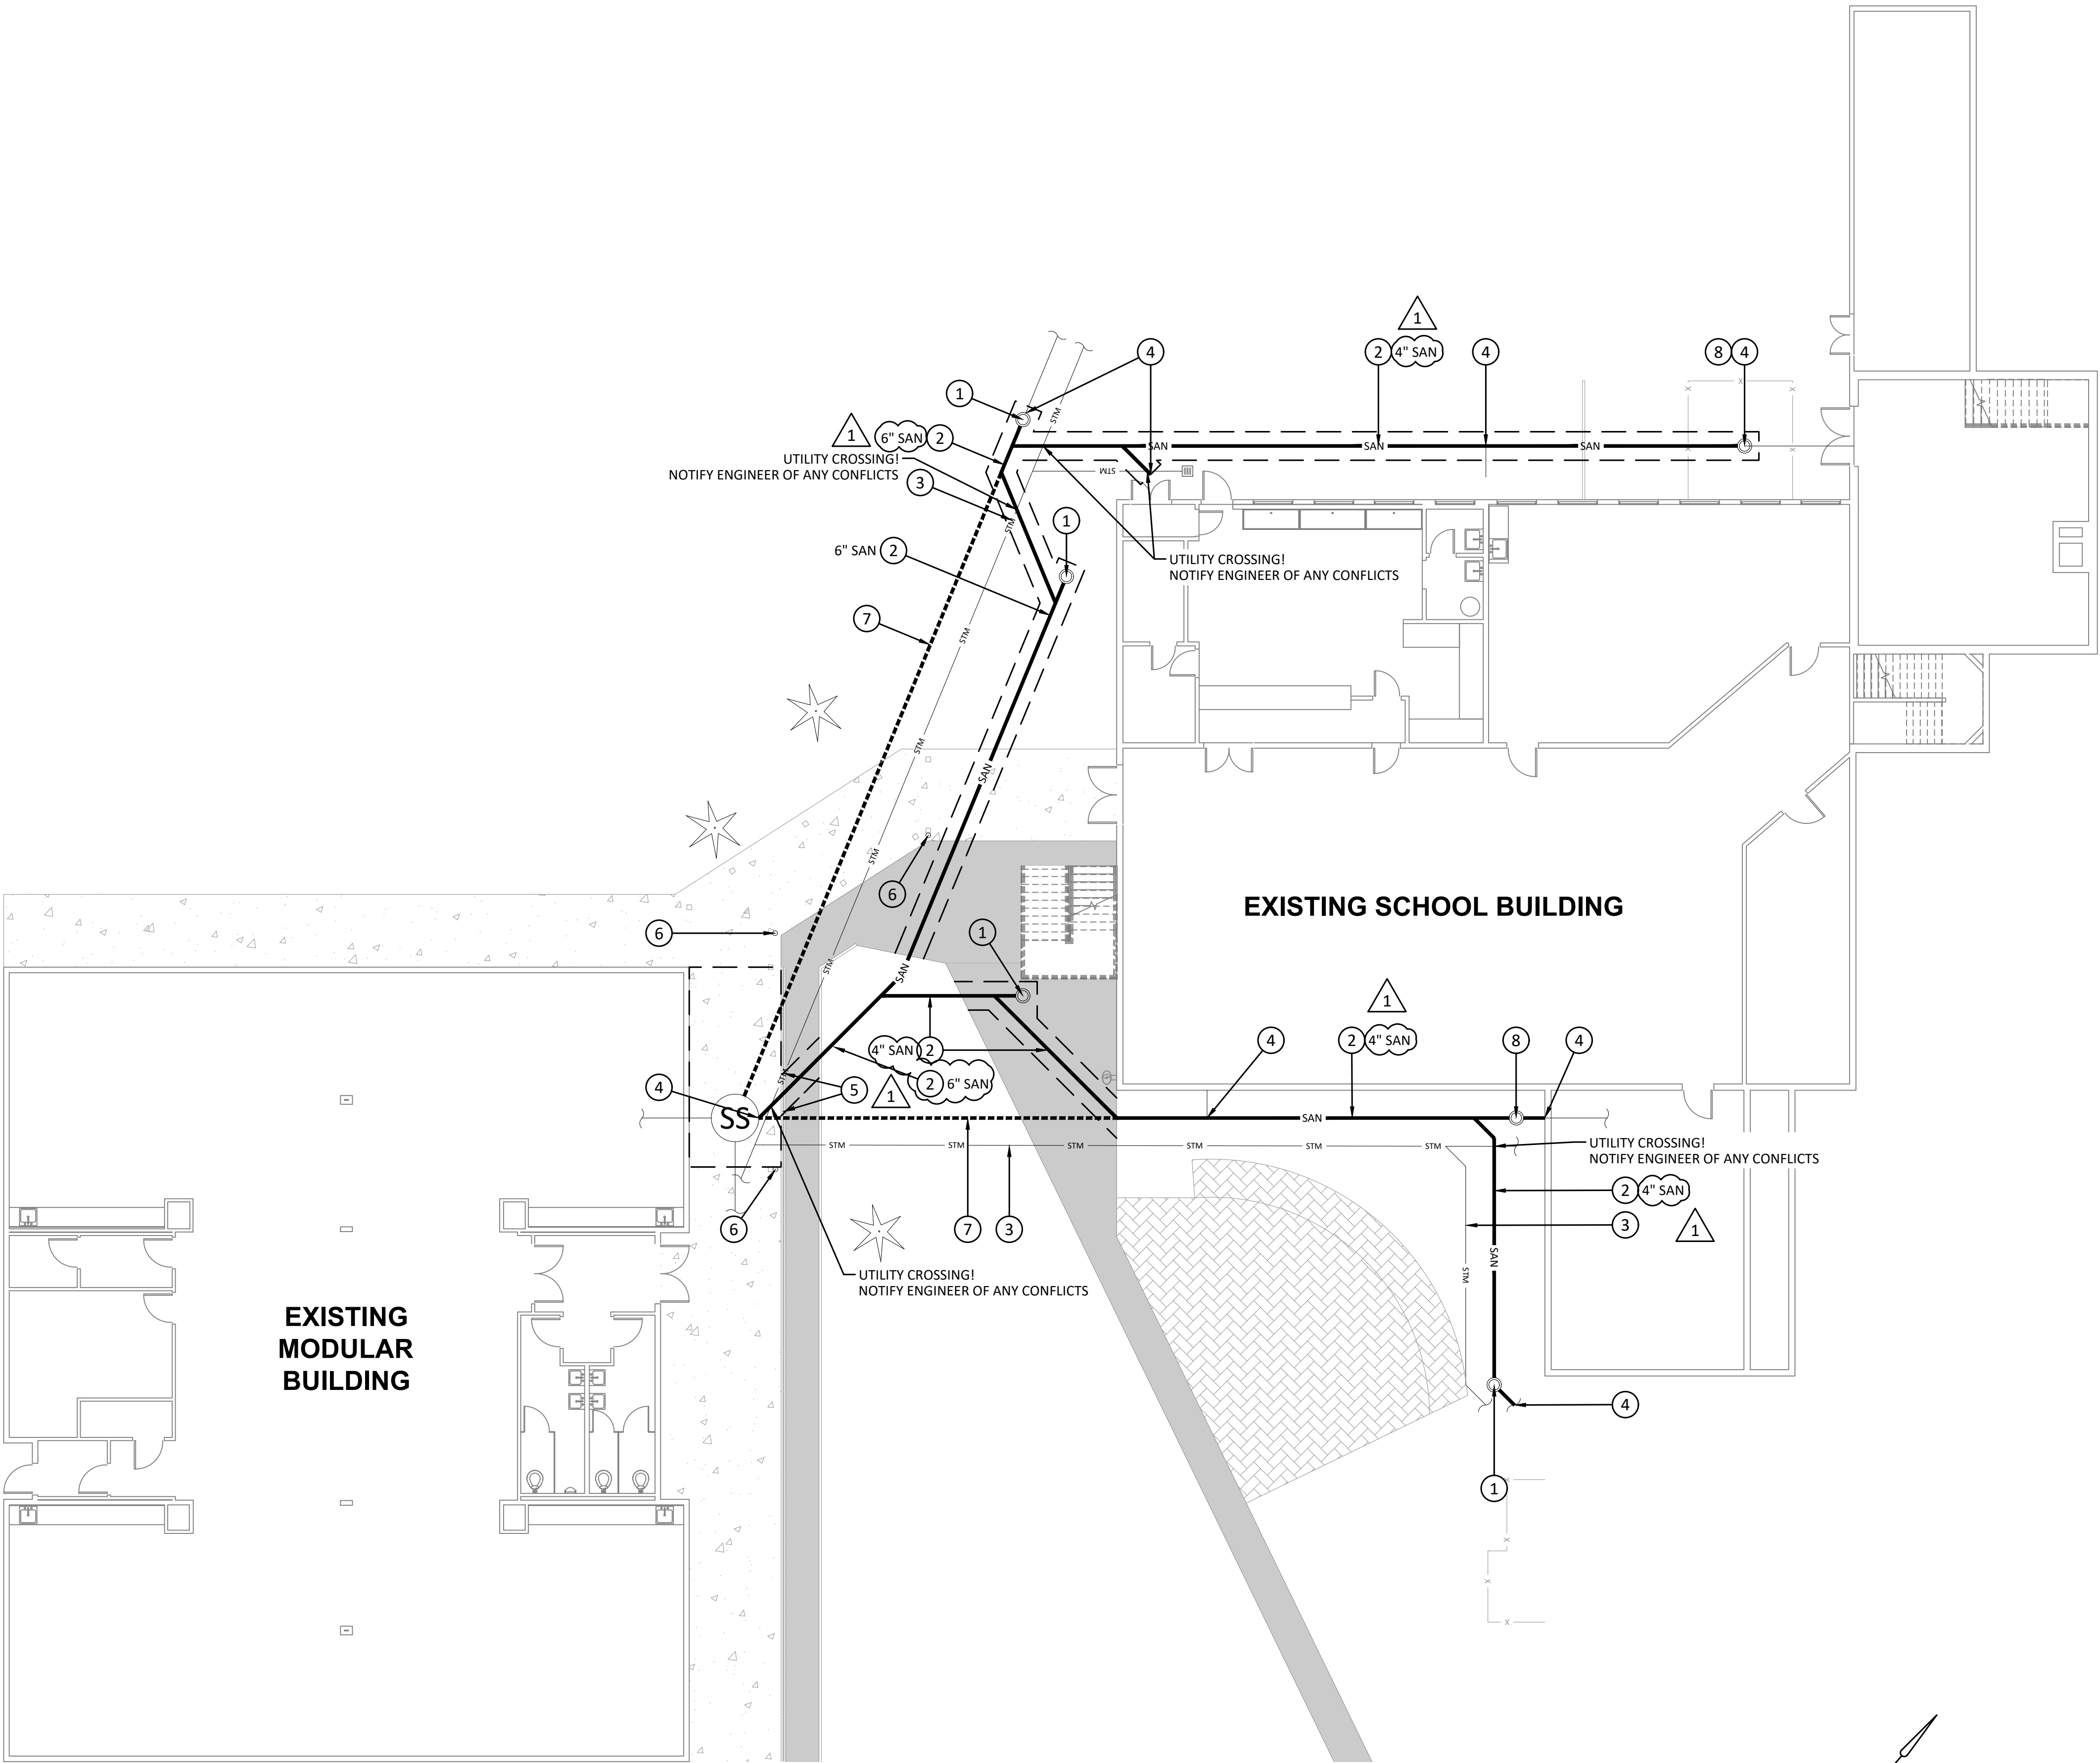 1
4
2 4" SAN
4
8 4
1
1
6" SAN 2
UTILITY CROSSING!
NOTIFY ENGINEER OF ANY CONFLICTS
3
STM
SAN
SAN
SAN
STM
STM
1
6" SAN 2
UTILITY CROSSING!
NOTIFY ENGINEER OF ANY CONFLICTS
7
STM
STM
SAN
STM
6
EXISTING SCHOOL BUILDING
6
1
STM
SAN
1
4" SAN 2
2 6" SAN
1
4
2 4" SAN
8
4
4
5
STM
SS
SAN
STM
STM
STM
STM
STM
STM
UTILITY CROSSING!
NOTIFY ENGINEER OF ANY CONFLICTS
2 4" SAN
3
1
6
7
3
SAN
STM
UTILITY CROSSING!
NOTIFY ENGINEER OF ANY CONFLICTS
EXISTING
MODULAR
BUILDING
4
1
X
X
X
X
X
X
X
X
X